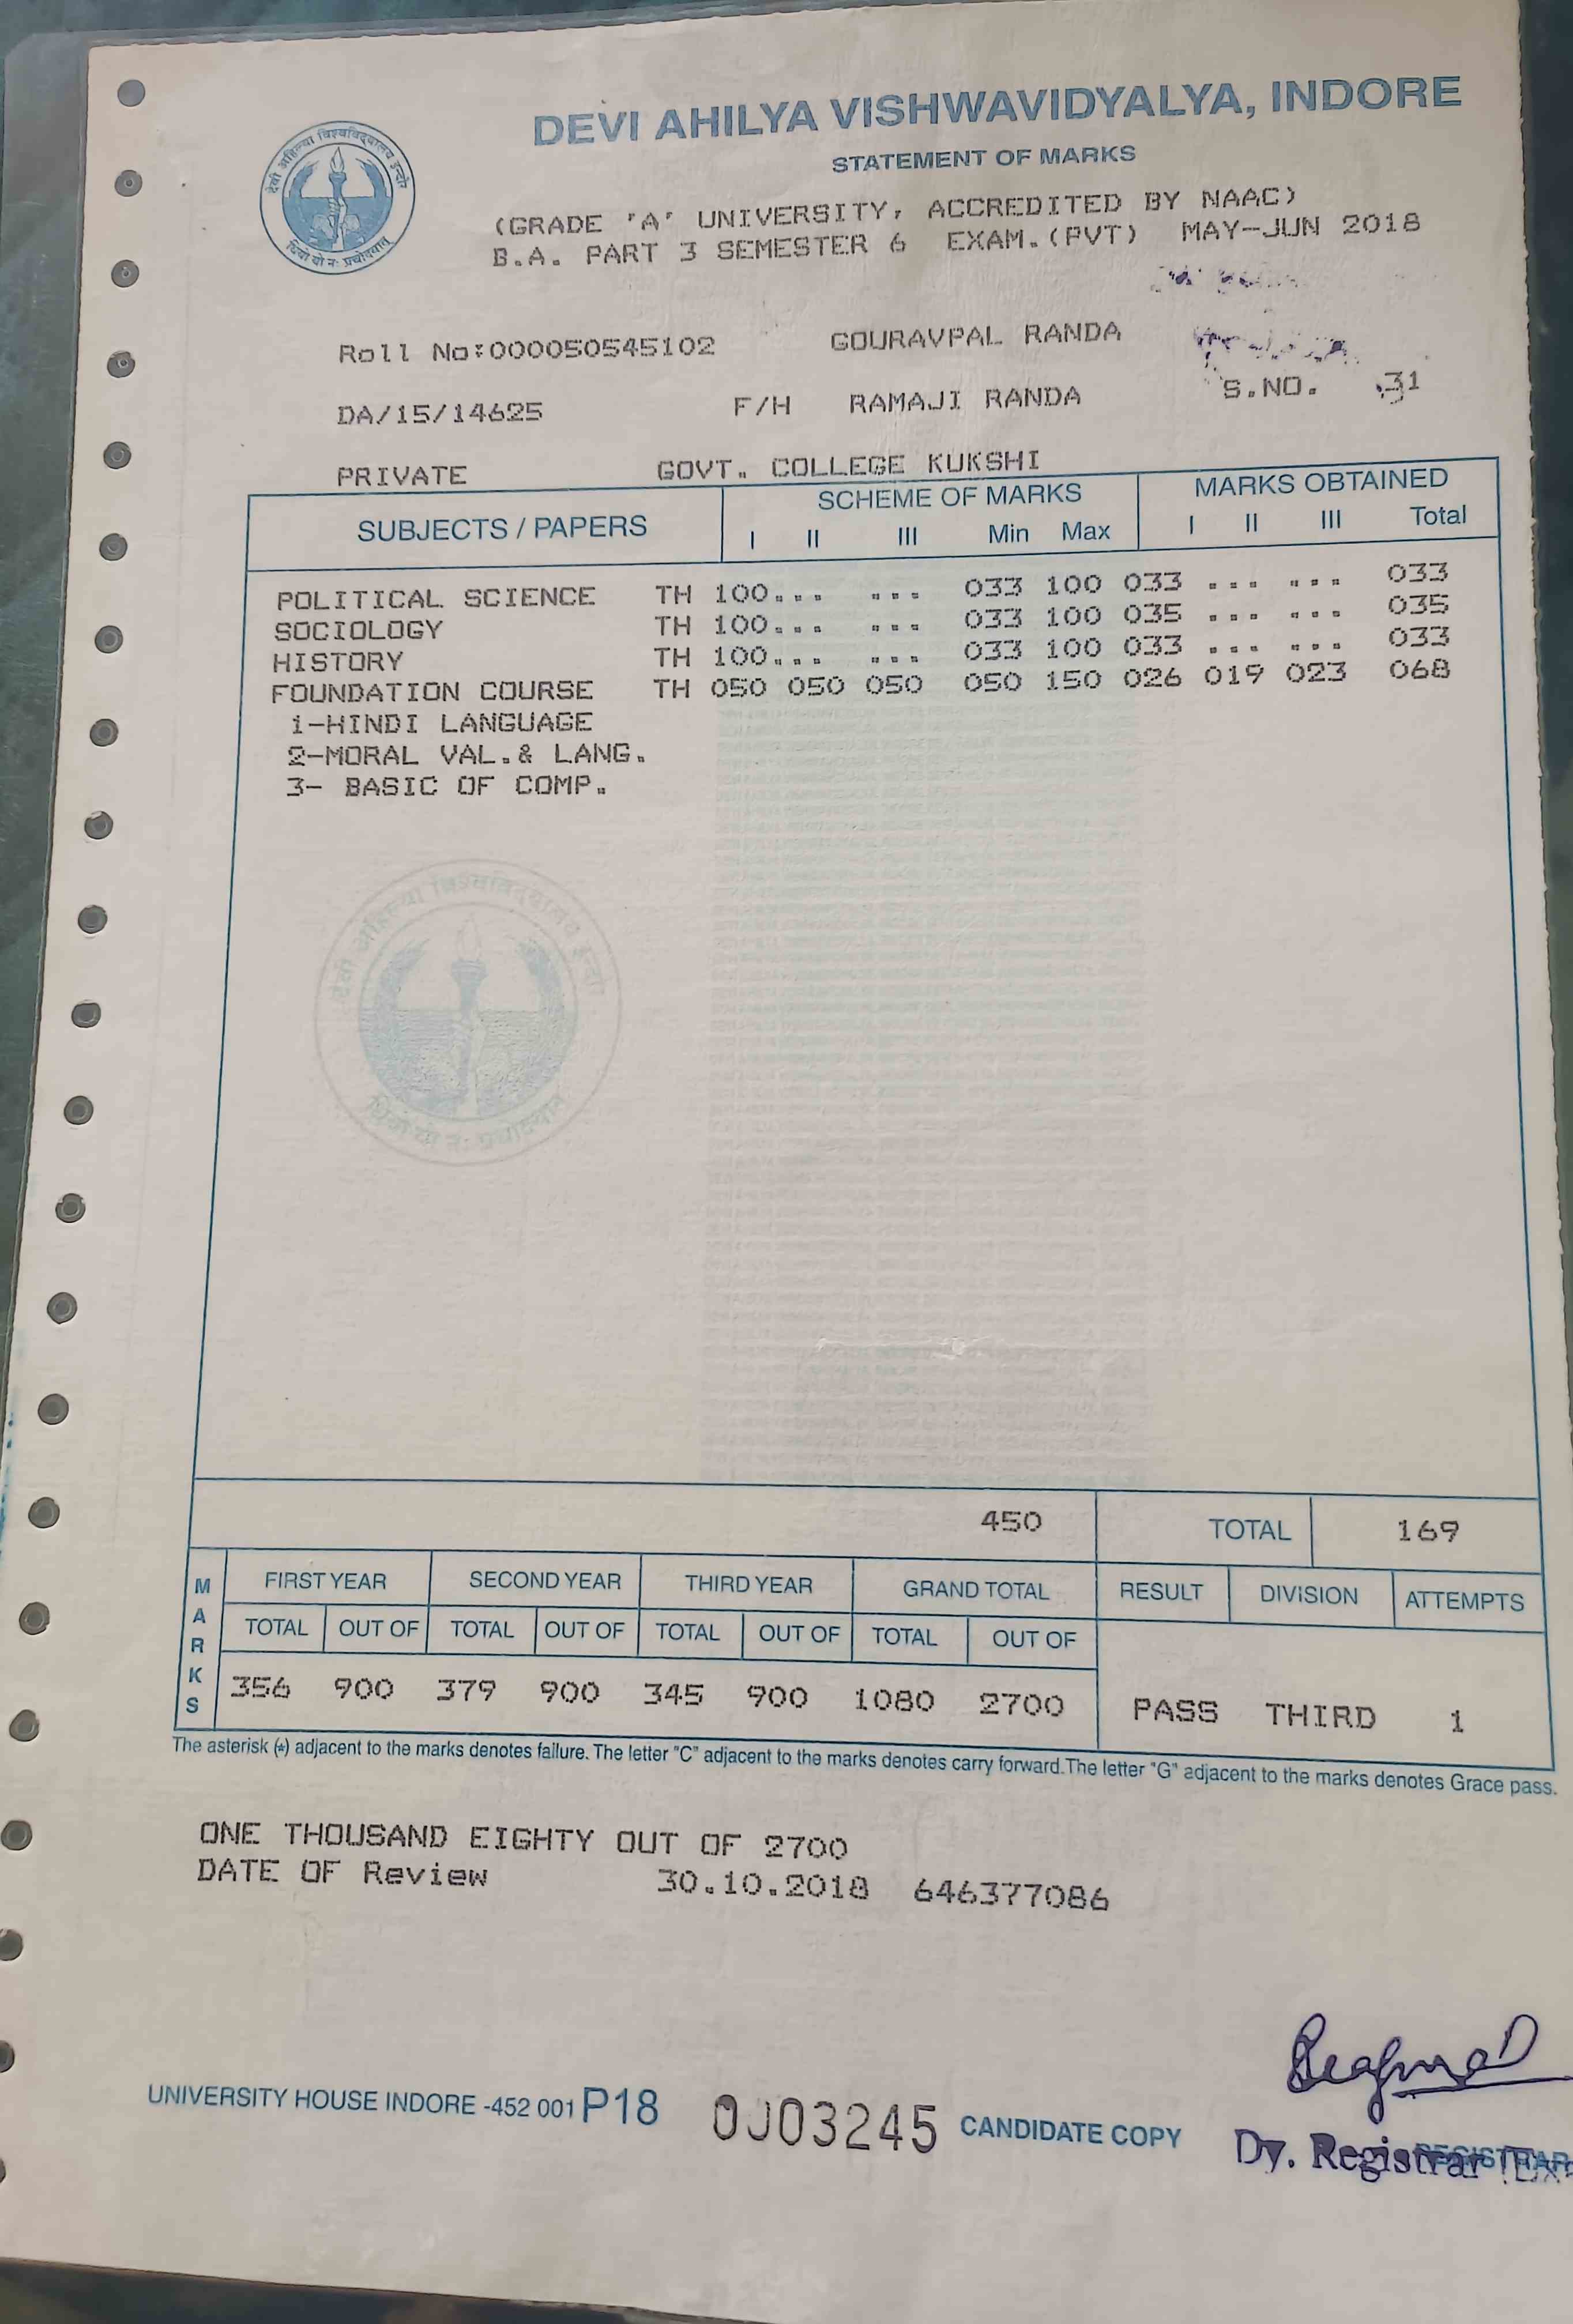 DEVI AHILYA VISHWAVIDYALYA, INDORE
STATEMENT OF MARKS
देवी अहिल्या विश्वविद्यालय इन्दौर
धियो यो नः प्रचोदयात्
(GRADE 'A' UNIVERSITY, ACCREDITED BY NAAC)
B.A. PART 3 SEMESTER 6 EXAM.(PVT) MAY-JUN 2018
Roll No:000050545102 GOURAVPAL RANDA
DA/15/14625 F/H RAMAJI RANDA S.NO. 31
PRIVATE GOVT. COLLEGE KUKSHI
SUBJECTS / PAPERS SCHEME OF MARKS MARKS OBTAINED
I II III Min Max I II III Total
POLITICAL SCIENCE TH 100... ... 033 100 033 ... ... 033
SOCIOLOGY TH 100... ... 033 100 035 ... ... 035
HISTORY TH 100... ... 033 100 033 ... ... 033
FOUNDATION COURSE TH 050 050 050 050 150 026 019 023 068
1-HINDI LANGUAGE
2-MORAL VAL.& LANG.
3- BASIC OF COMP.
450 TOTAL 169
MARKS FIRST YEAR SECOND YEAR THIRD YEAR GRAND TOTAL RESULT DIVISION ATTEMPTS
TOTAL OUT OF TOTAL OUT OF TOTAL OUT OF TOTAL OUT OF
356 900 379 900 345 900 1080 2700 PASS THIRD 1
The asterisk (*) adjacent to the marks denotes failure. The letter "C" adjacent to the marks denotes carry forward. The letter "G" adjacent to the marks denotes Grace pass.
ONE THOUSAND EIGHTY OUT OF 2700
DATE OF Review 30.10.2018 646377086
UNIVERSITY HOUSE INDORE -452 001 P18 0J03245 CANDIDATE COPY
Dy. Registrar
REGISTRAR